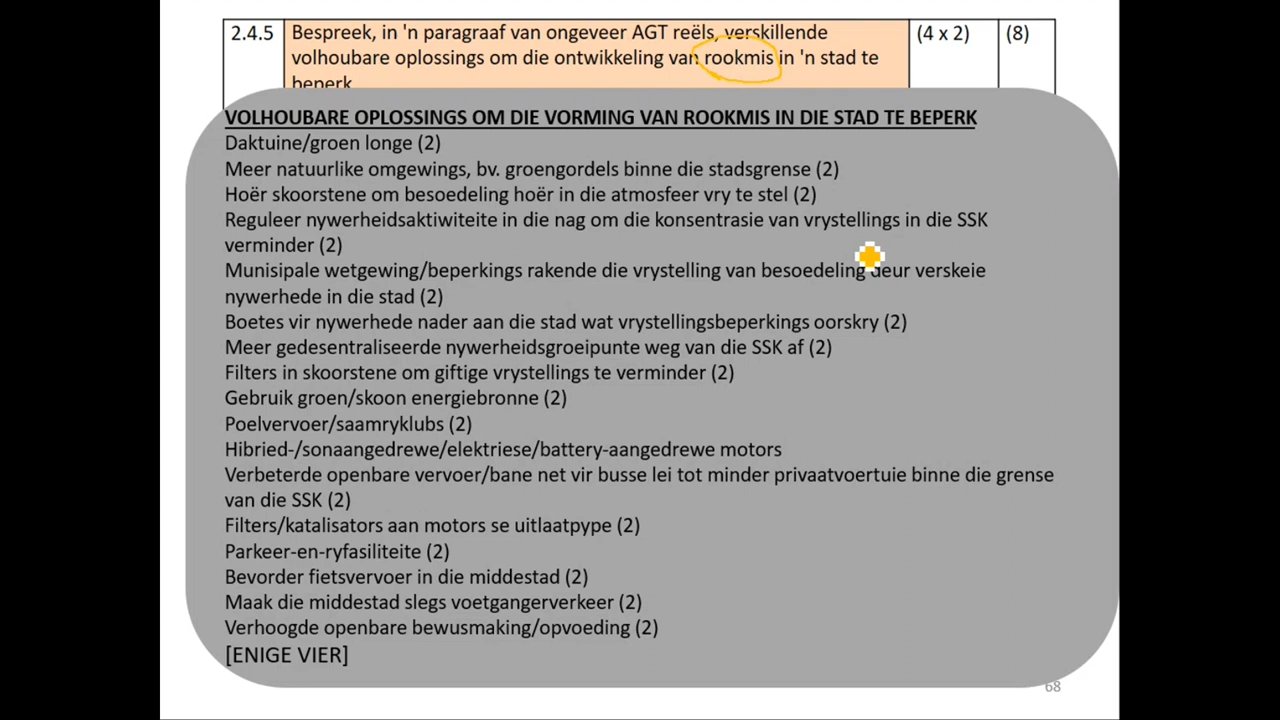 2.4.5 Bespreek, in 'n paragraaf van ongeveer AGT reëls, verskillende (4 x 2) (8)
volhoubare oplossings om die ontwikkeling van rookmis in 'n stad te
beperk
VOLHOUBARE OPLOSSINGS OM DIE VORMING VAN ROOKMIS IN DIE STAD TE BEPERK
Daktuine/groen longe (2)
Meer natuurlike omgewings, bv. groengordels binne die stadsgrense (2)
Hoër skoorstene om besoedeling hoër in die atmosfeer vry te stel (2)
Reguleer nywerheidsaktiwiteite in die nag om die konsentrasie van vrystellings in die SSK
verminder (2)
Munisipale wetgewing/beperkings rakende die vrystelling van besoedeling deur verskeie
nywerhede in die stad (2)
Boetes vir nywerhede nader aan die stad wat vrystellingsbeperkings oorskry (2)
Meer gedesentraliseerde nywerheidsgroeipunte weg van die SSK af (2)
Filters in skoorstene om giftige vrystellings te verminder (2)
Gebruik groen/skoon energiebronne (2)
Poelvervoer/saamryklubs (2)
Hibried-/sonaangedrewe/elektriese/battery-aangedrewe motors
Verbeterde openbare vervoer/bane net vir busse lei tot minder privaatvoertuie binne die grense
van die SSK (2)
Filters/katalisators aan motors se uitlaatpype (2)
Parkeer-en-ryfasiliteite (2)
Bevorder fietsvervoer in die middestad (2)
Maak die middestad slegs voetgangerverkeer (2)
Verhoogde openbare bewusmaking/opvoeding (2)
[ENIGE VIER]
68